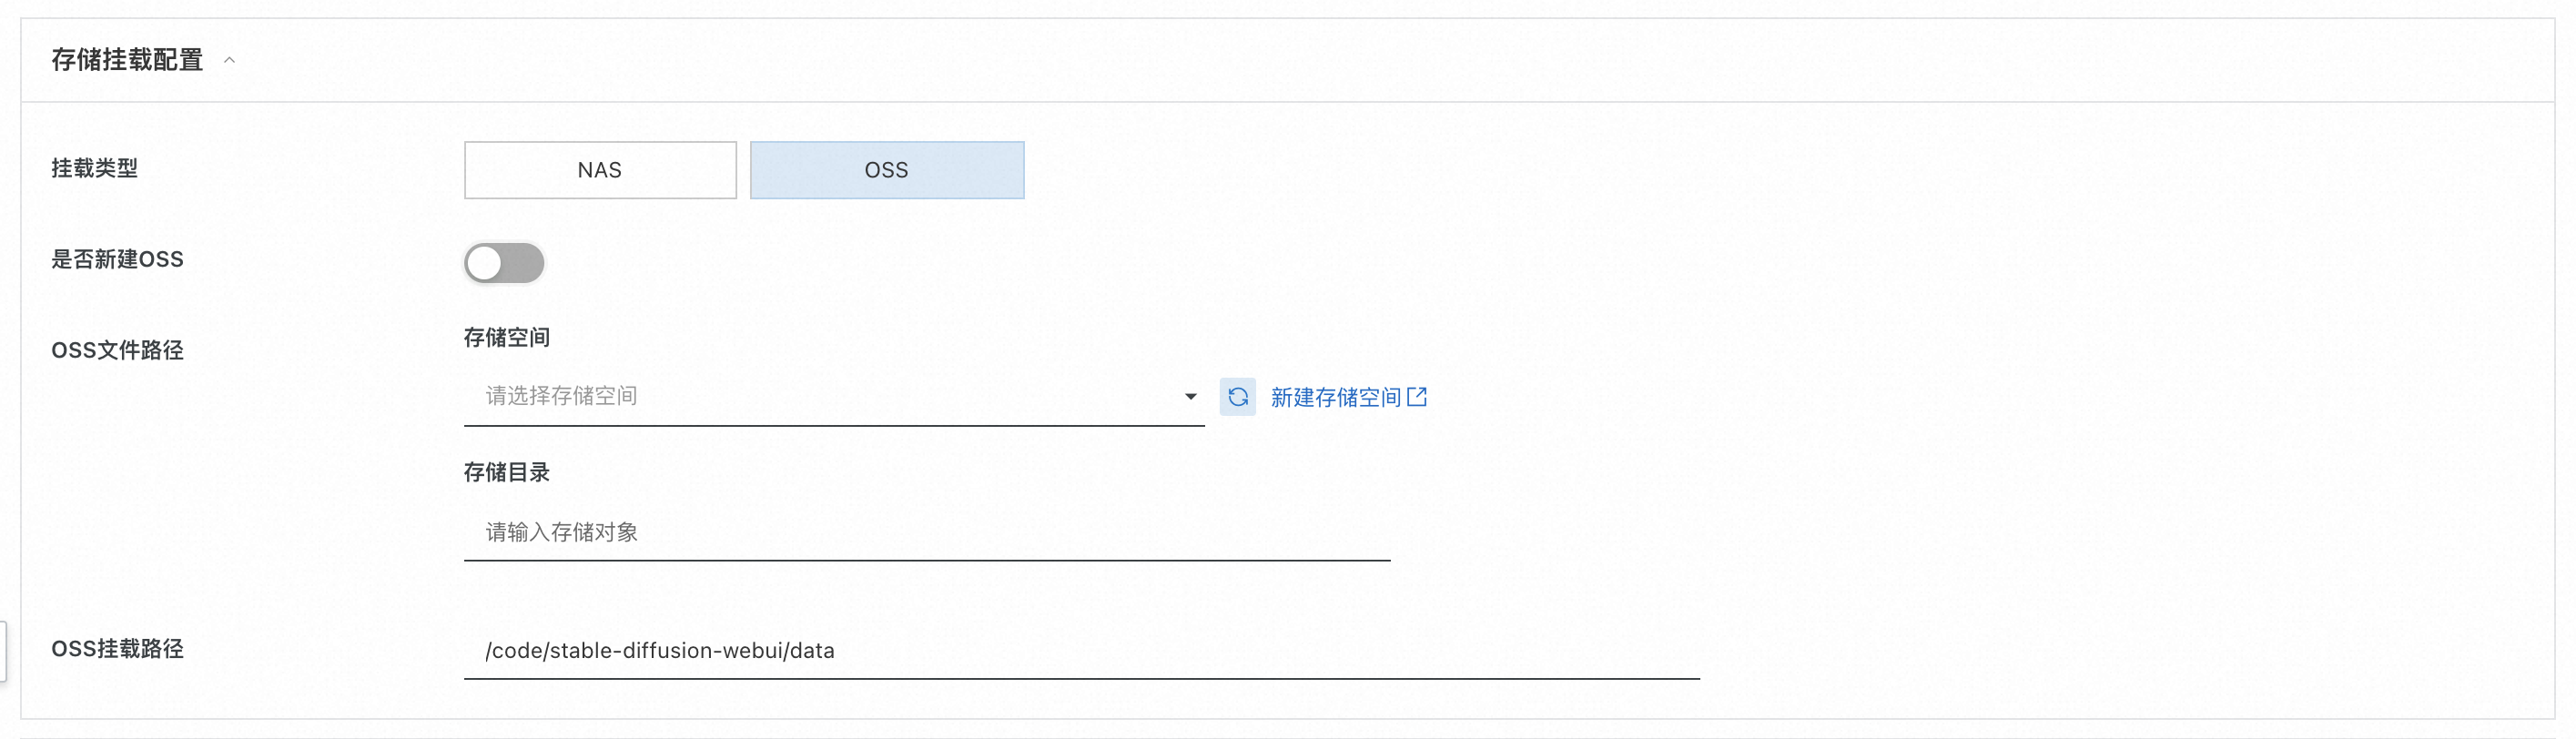 存储挂载配置
挂载类型
NAS
OSS
是否新建OSS
OSS文件路径
存储空间
请选择存储空间
新建存储空间
存储目录
请输入存储对象
OSS挂载路径
/code/stable-diffusion-webui/data